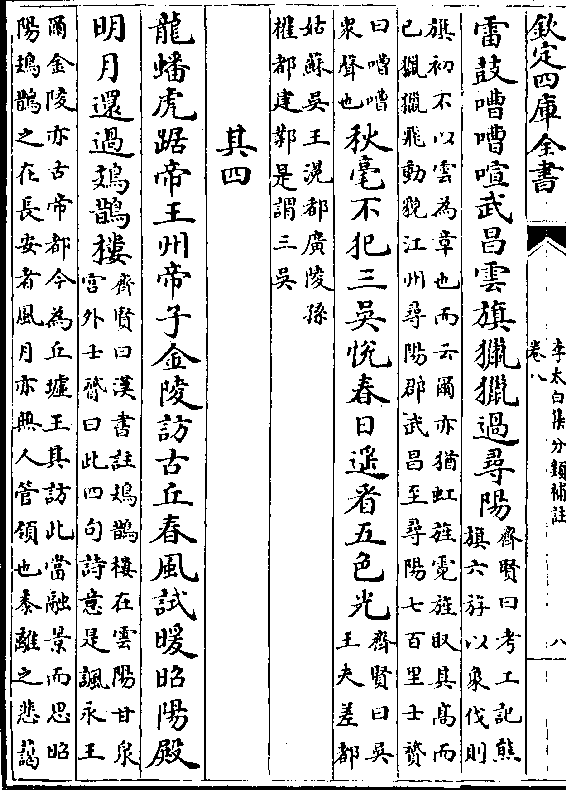 欽定四庫全書
李太白集分類補註
卷八
八
雷鼓嘈嘈喧武昌雲旗獵獵過尋陽
齊賢曰考工記熊
旗六斿以象伐則
旗初不以雲為章也而云爾亦猶虹旌霓旌取其髙而
已獵獵飛動貌江州尋陽郡武昌至尋陽七百里士贇
曰嘈嘈
衆聲也
秋毫不犯三吳悦春日遥看五色光
齊賢曰吳
王夫差都
姑蘇吳王濞都廣陵孫
權都建鄴是謂三吳
其四
龍蟠虎踞帝王州帝子金陵訪古丘春風試暖昭陽殿
明月還過鳷鵲樓
齊賢曰漢書註鳷鵲樓在雲陽甘泉
宫外士贇曰此四句詩意是諷永王
爾金陵亦古帝都今為丘墟王其訪此當融景而思昭
陽鳷鵲之在長安者風月亦無人管領也黍離之悲藹